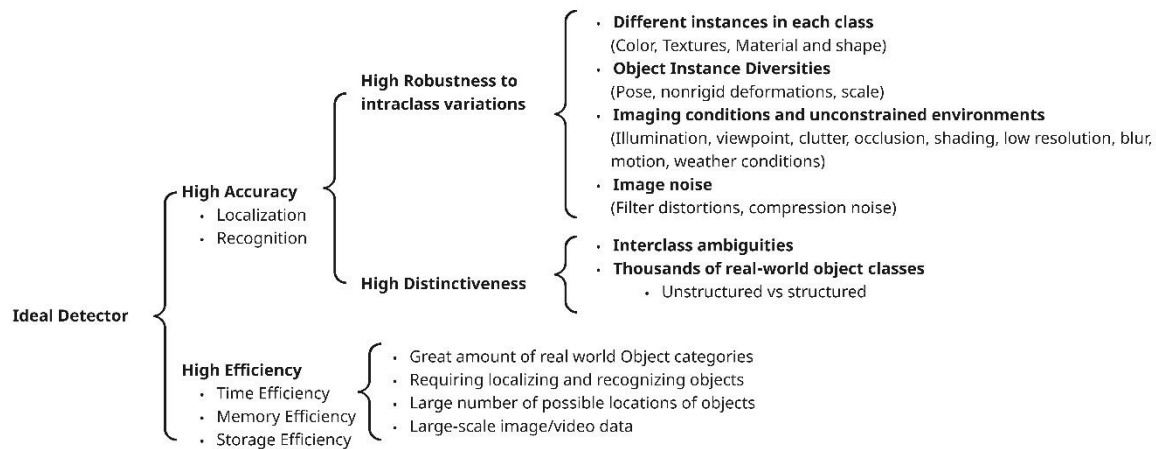 Ideal Detector
High Accuracy
• Localization
• Recognition
High Robustness to
intraclass variations
• Different instances in each class
(Color, Textures, Material and shape)
• Object Instance Diversities
(Pose, nonrigid deformations, scale)
• Imaging conditions and unconstrained environments
(Illumination, viewpoint, clutter, occlusion, shading, low resolution, blur,
motion, weather conditions)
• Image noise
(Filter distortions, compression noise)
High Distinctiveness
• Interclass ambiguities
• Thousands of real-world object classes
• Unstructured vs structured
High Efficiency
• Time Efficiency
• Memory Efficiency
• Storage Efficiency
• Great amount of real world Object categories
• Requiring localizing and recognizing objects
• Large number of possible locations of objects
• Large-scale image/video data